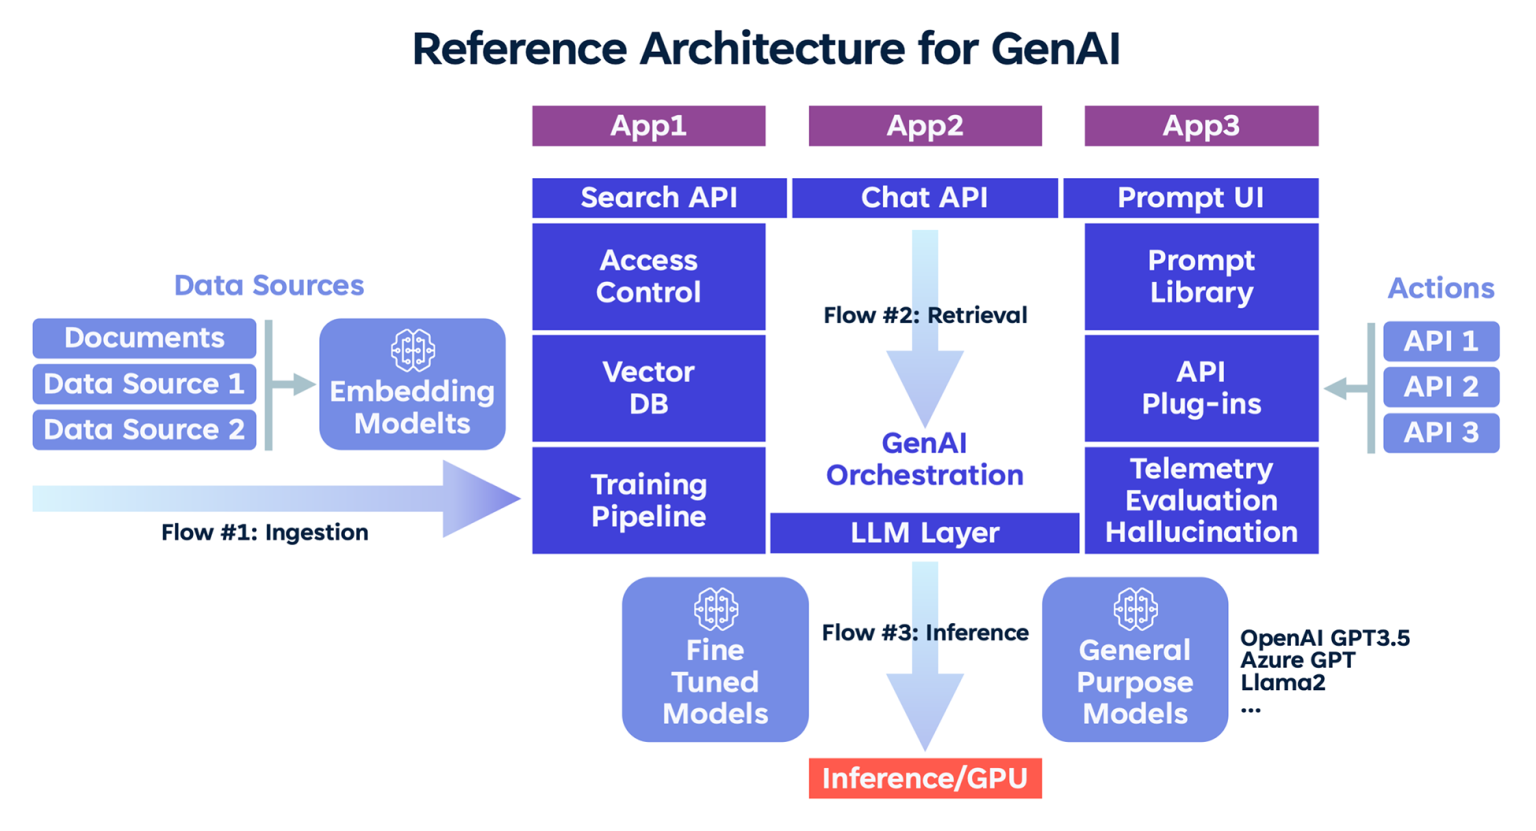 Reference Architecture for GenAI
App1
App2
App3
Search API
Chat API
Prompt UI
Access
Control
Flow #2: Retrieval
Prompt
Library
Data Sources
Documents
Data Source 1
Data Source 2
Embedding
Modelts
Vector
DB
API
Plug-ins
Actions
API 1
API 2
API 3
GenAI
Orchestration
Flow #1: Ingestion
Training
Pipeline
LLM Layer
Telemetry
Evaluation
Hallucination
Fine
Tuned
Models
Flow #3: Inference
General
Purpose
Models
OpenAI GPT3.5
Azure GPT
Llama2
...
Inference/GPU